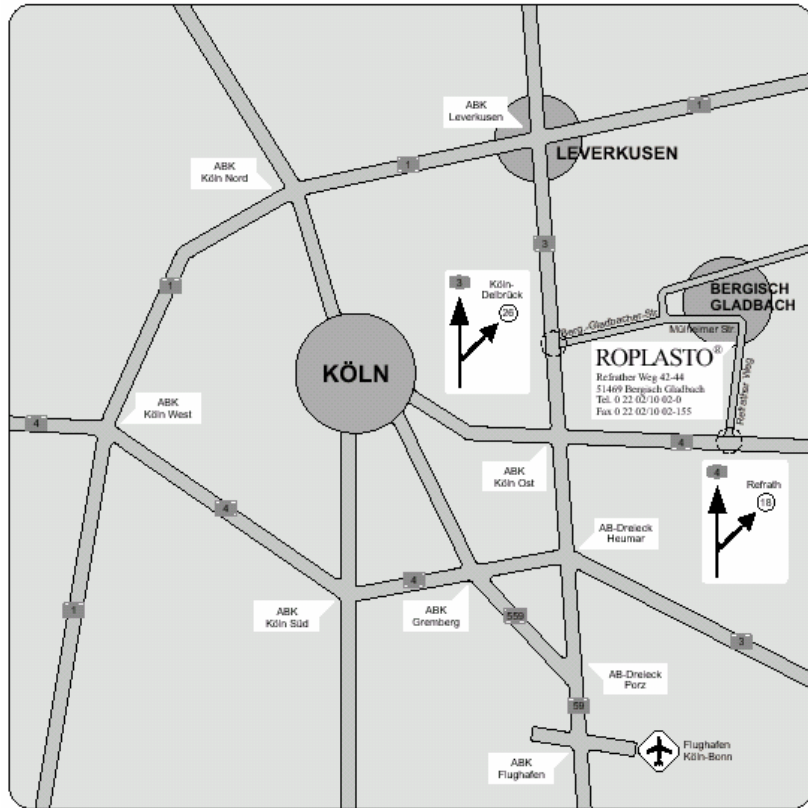 ABK
Leverkusen
1
LEVERKUSEN
1
ABK
Köln Nord
3
1
3
Köln-
Delbrück
26
BERGISCH
GLADBACH
Berg.-Gladbacher-Str.
Mülheimer Str.
ROPLASTO®
Refrather Weg 42-44
51469 Bergisch Gladbach
Tel. 0 22 02/10 02-0
Fax 0 22 02/10 02-155
Refrather Weg
KÖLN
ABK
Köln West
4
4
ABK
Köln Ost
4
Refrath
18
4
AB-Dreieck
Heumar
4
ABK
Köln Süd
ABK
Gremberg
559
1
3
AB-Dreieck
Porz
59
ABK
Flughafen
Flughafen
Köln-Bonn